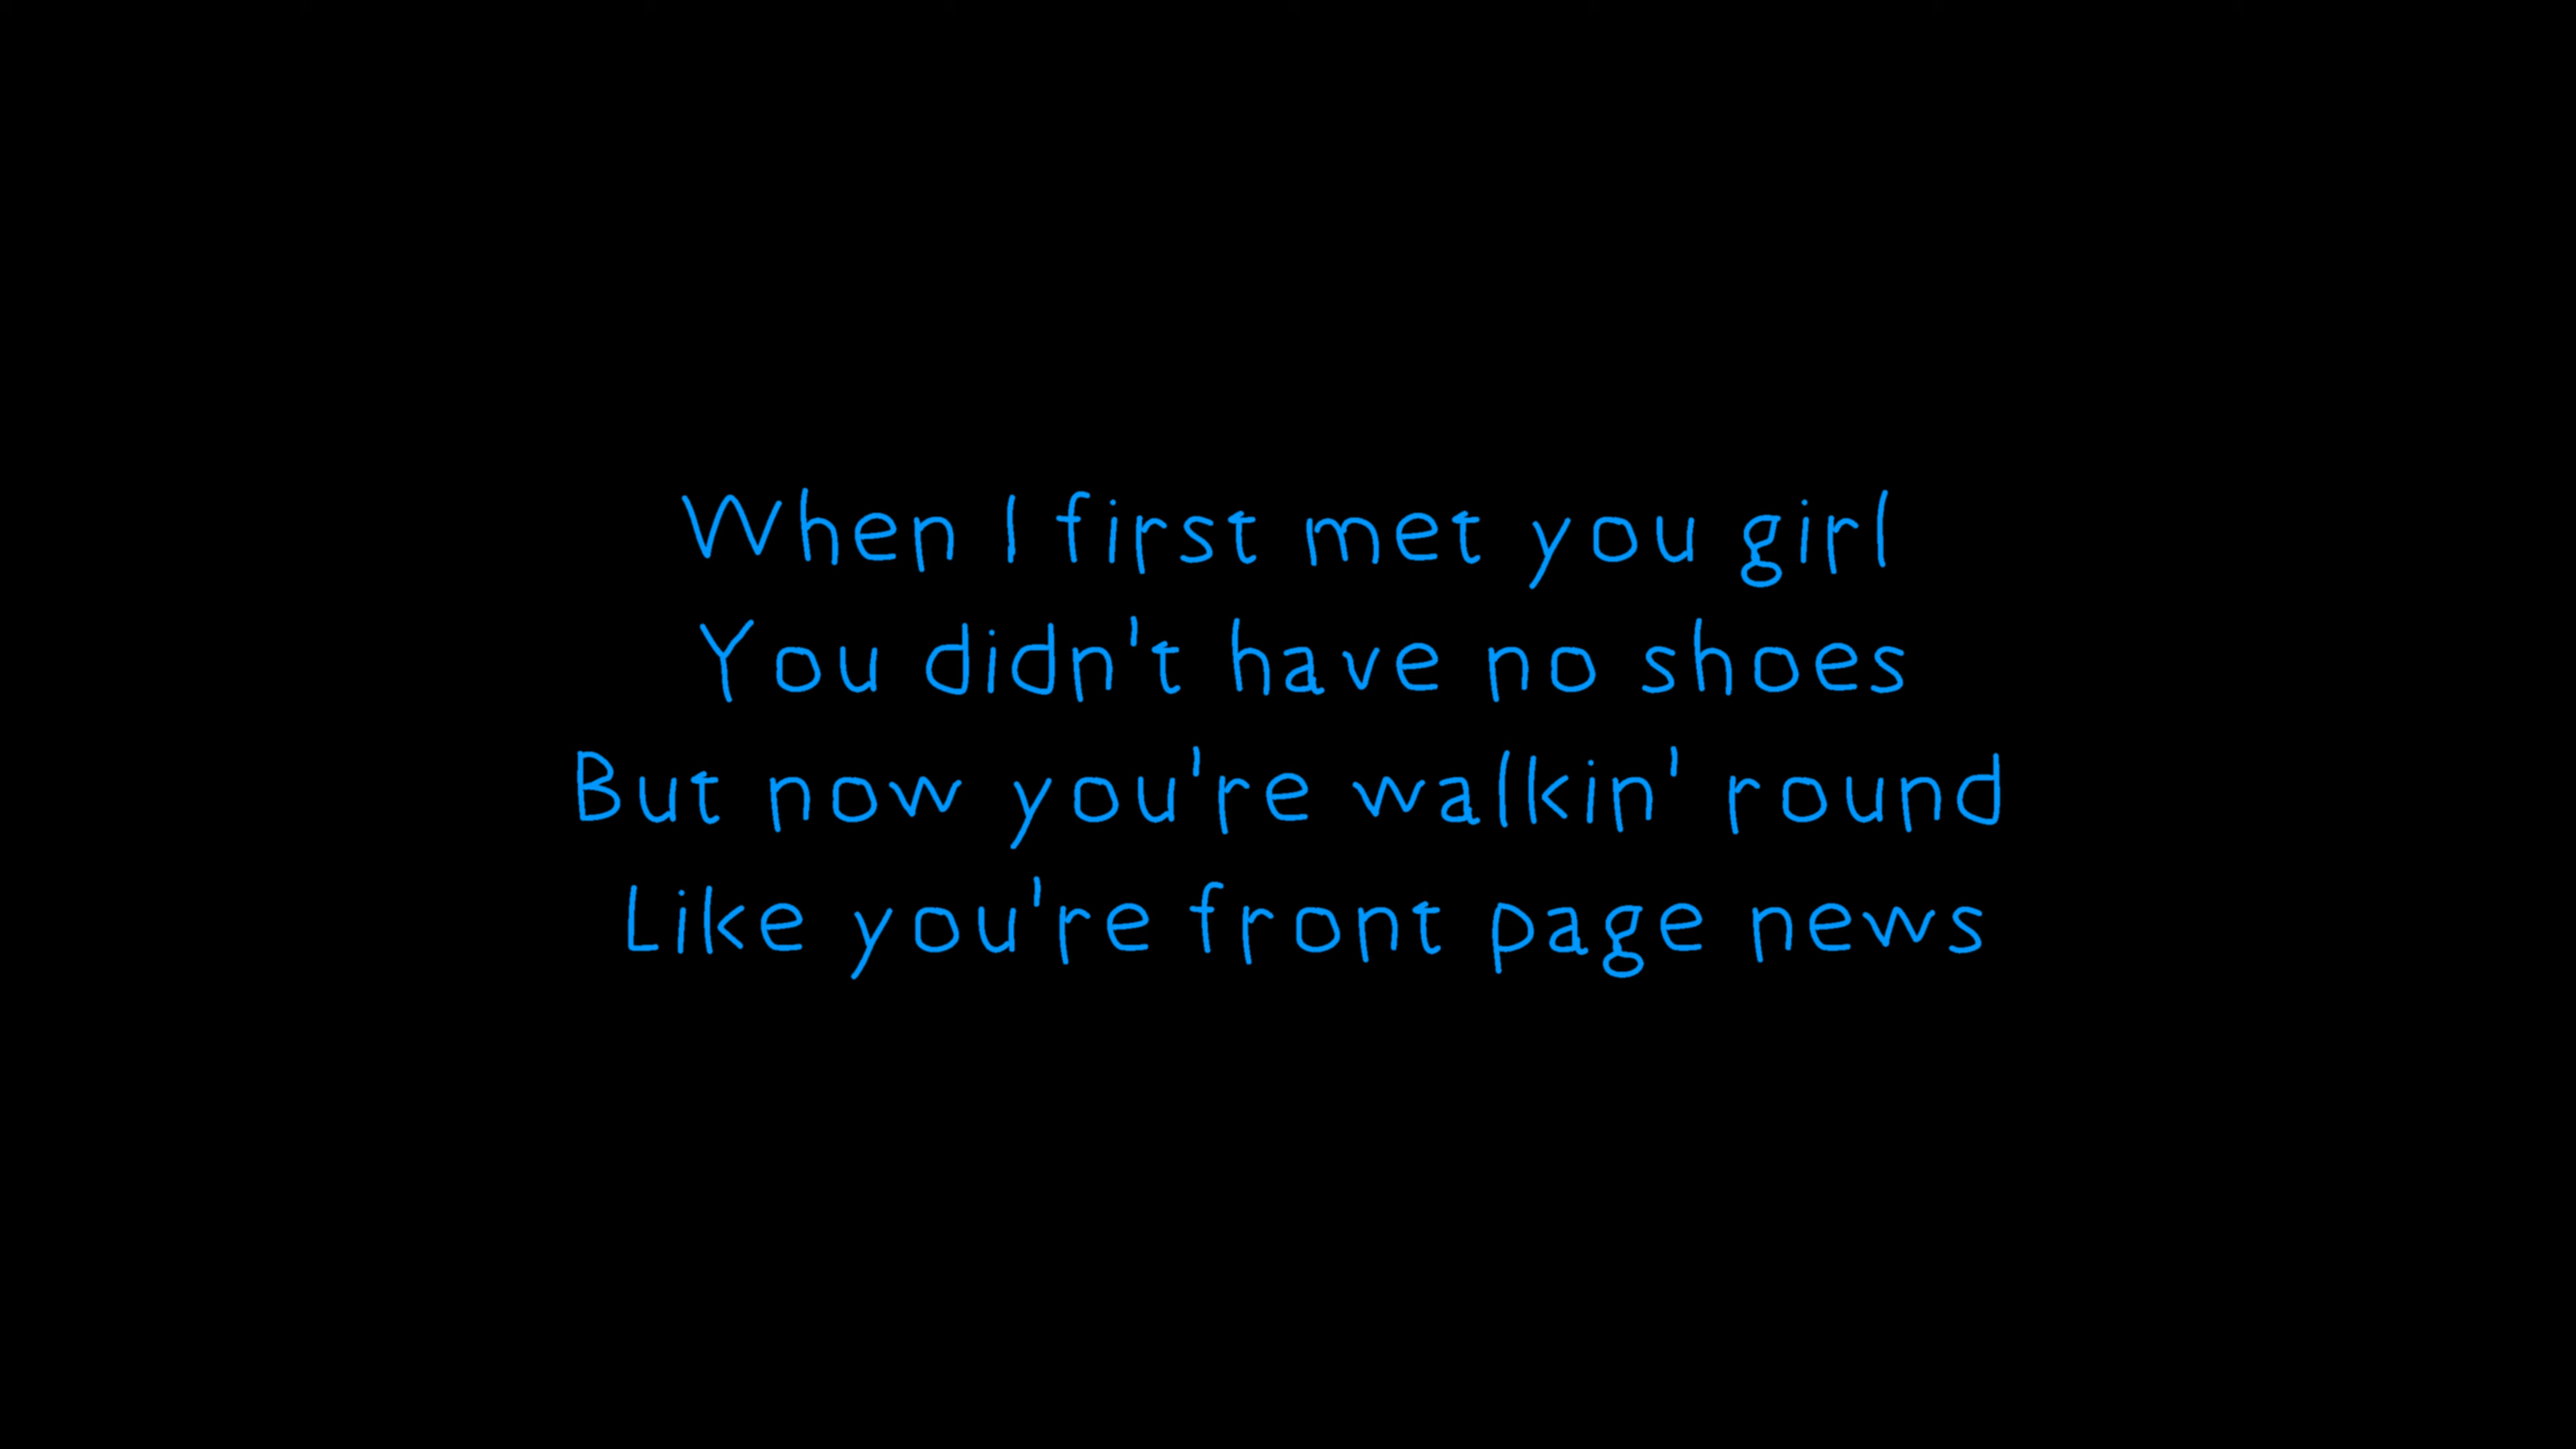 When I first met you girl
You didn't have no shoes
But now you're walkin' round
Like you're front page news